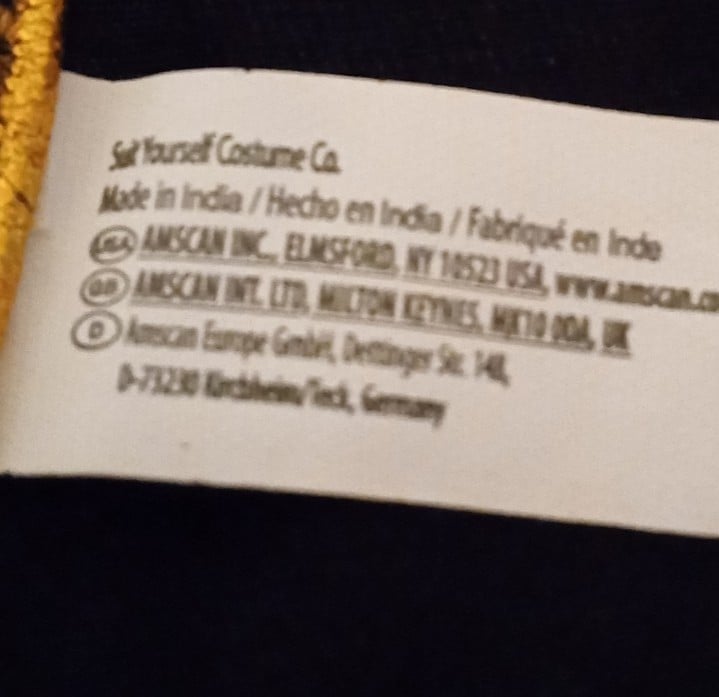 Suit Yourself Costume Co.
Made in India / Hecho en India / Fabriqué en Inde
USA AMSCAN INC., ELMSFORD, NY 10523 USA, www.amscan.co
GB AMSCAN INT. LTD, MILTON KEYNES, MK10 0DA, UK
D Amscan Europe GmbH, Dettinger Str. 148,
D-73230 Kirchheim/Teck, Germany